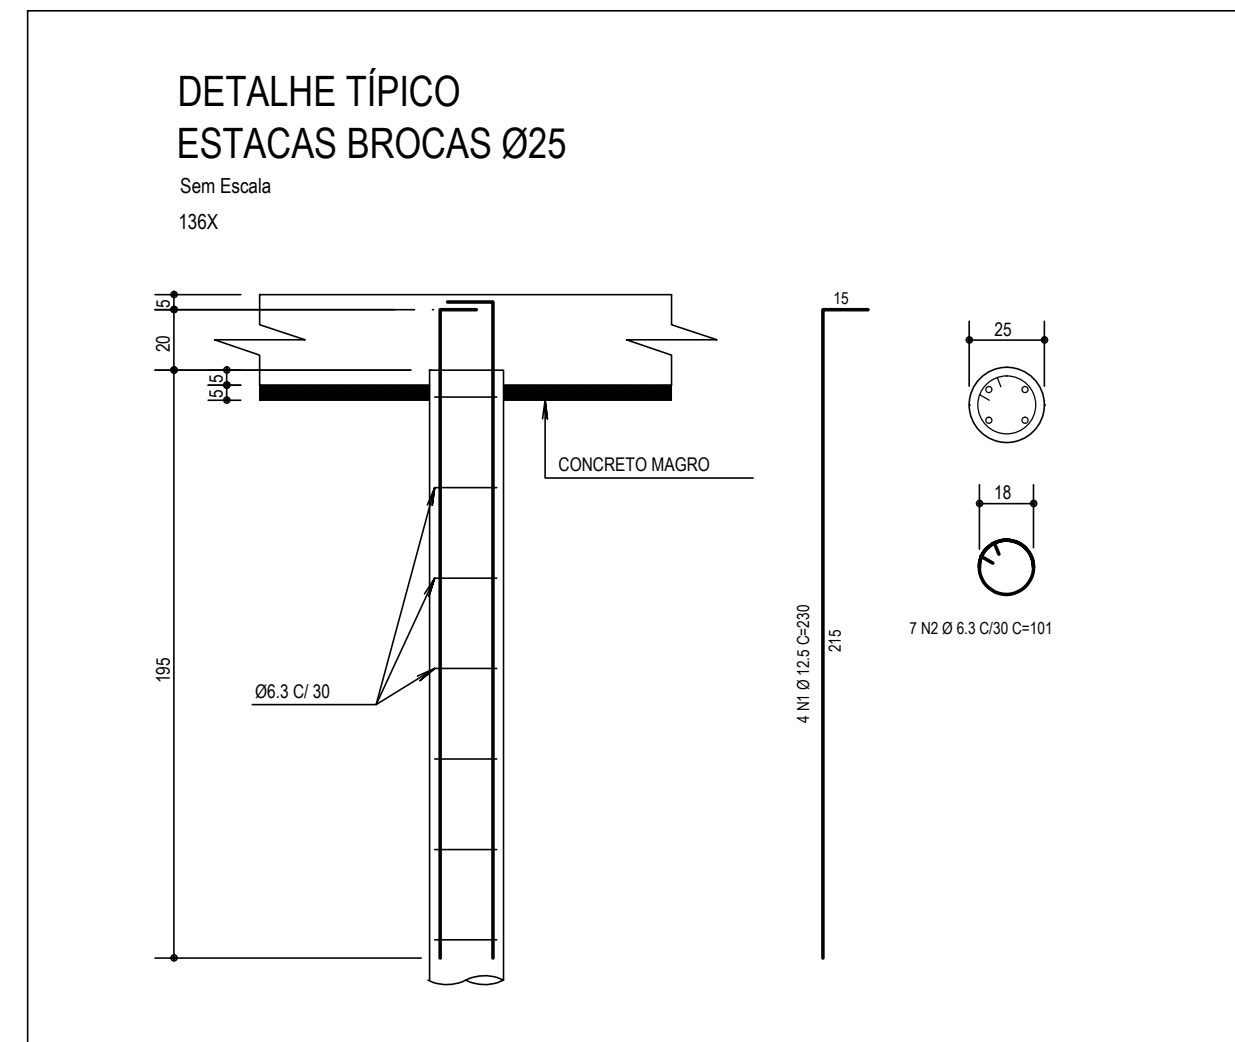 DETALHE TÍPICO
ESTACAS BROCAS Ø25
Sem Escala
136X
5
20
5
5
195
CONCRETO MAGRO
Ø6.3 C/ 30
15
4 N1 Ø 12.5 C=230
215
25
18
7 N2 Ø 6.3 C/30 C=101